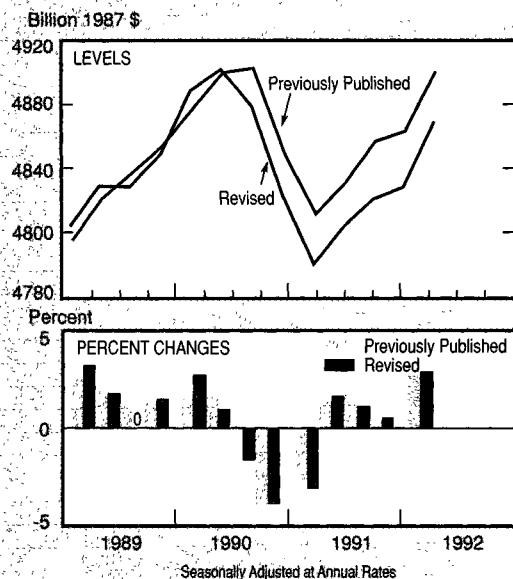 Billion 1987 $
4920
LEVELS
4880
Previously Published
4840
Revised
4800
4780
Percent
5
PERCENT CHANGES
Previously Published
Revised
0
0
-5
1989 1990 1991 1992
Seasonally Adjusted at Annual Rates